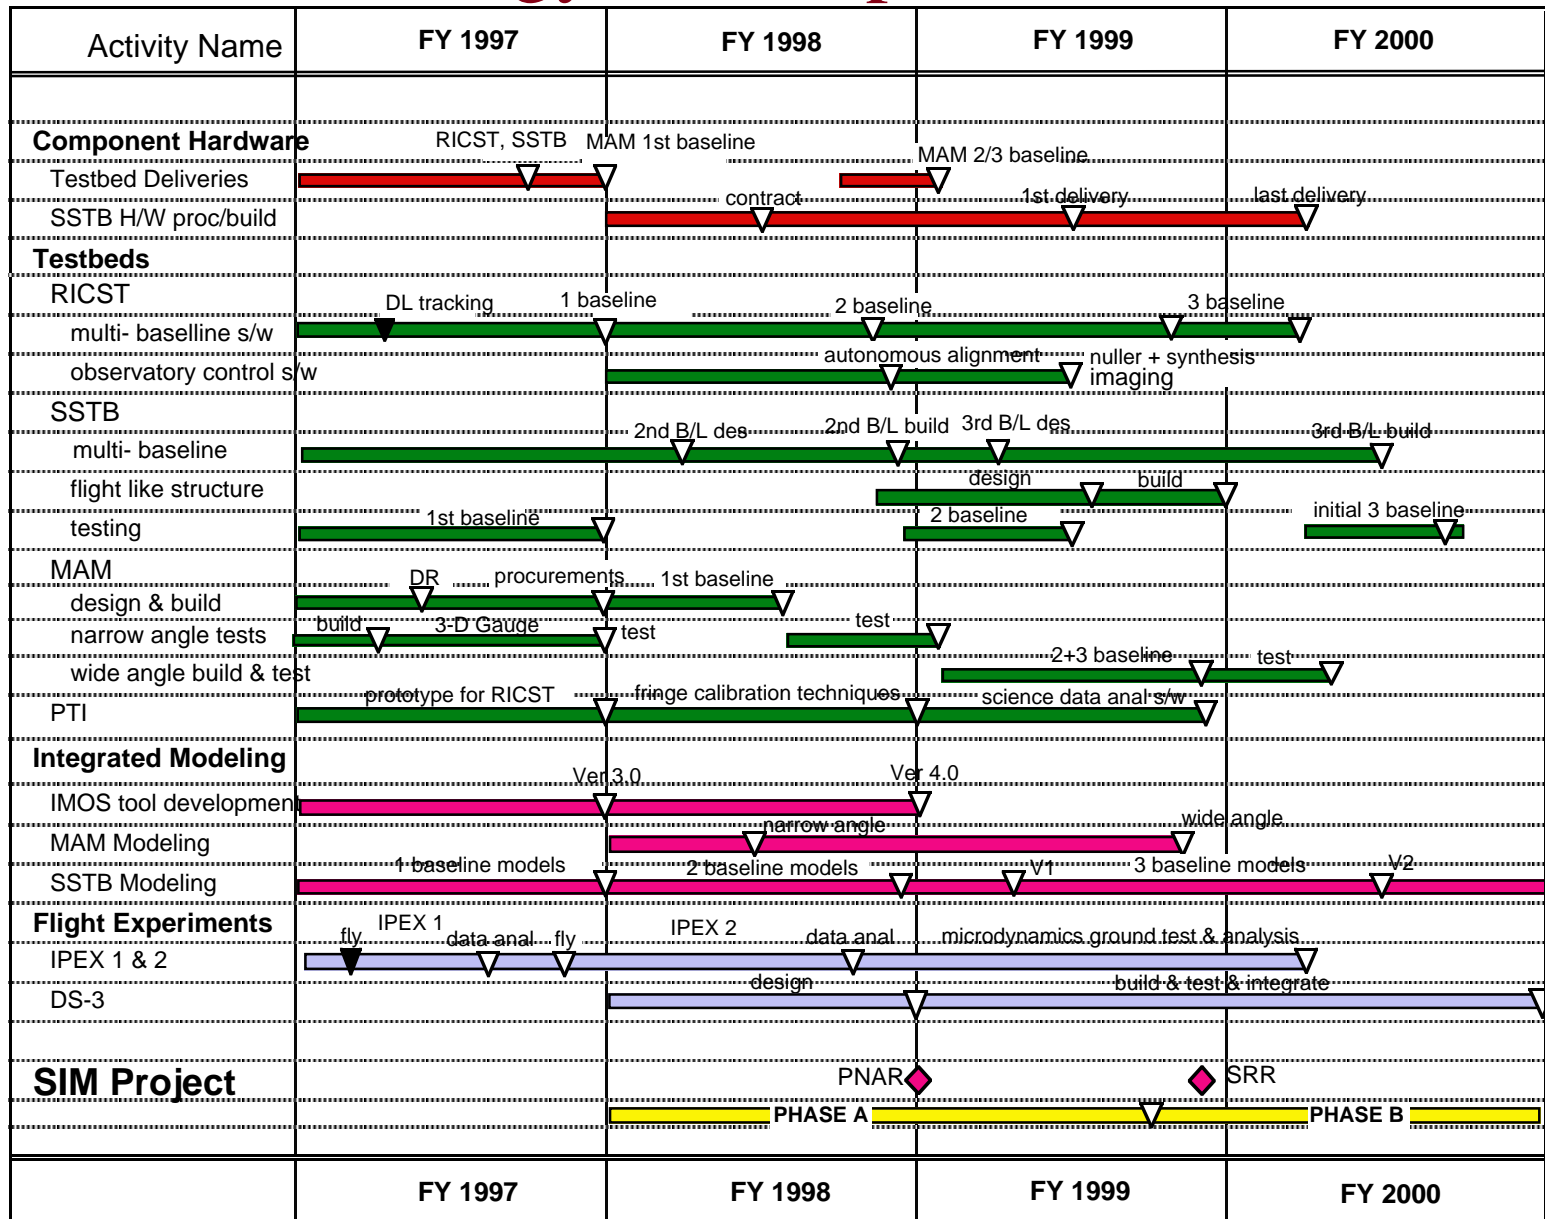 Activity Name FY 1997 FY 1998 FY 1999 FY 2000
Component Hardware RICST, SSTB MAM 1st baseline
MAM 2/3 baseline
Testbed Deliveries
contract 1st delivery last delivery
SSTB H/W proc/build
Testbeds
RICST
DL tracking 1 baseline 2 baseline 3 baseline
multi- baselline s/w
autonomous alignment nuller + synthesis
observatory control s/w imaging
SSTB
2nd B/L des 2nd B/L build 3rd B/L des 3rd B/L build
multi- baseline
design build
flight like structure
1st baseline 2 baseline initial 3 baseline
testing
MAM
DR procurements 1st baseline
design & build
build 3-D Gauge test test
narrow angle tests
2+3 baseline test
wide angle build & test
prototype for RICST fringe calibration techniques science data anal s/w
PTI
Integrated Modeling
Ver 3.0 Ver 4.0
IMOS tool development
narrow angle wide angle
MAM Modeling
1 baseline models 2 baseline models V1 3 baseline models V2
SSTB Modeling
Flight Experiments IPEX 1 IPEX 2
fly data anal fly data anal microdynamics ground test & analysis
IPEX 1 & 2
design build & test & integrate
DS-3
SIM Project PNAR SRR
PHASE A PHASE B
FY 1997 FY 1998 FY 1999 FY 2000